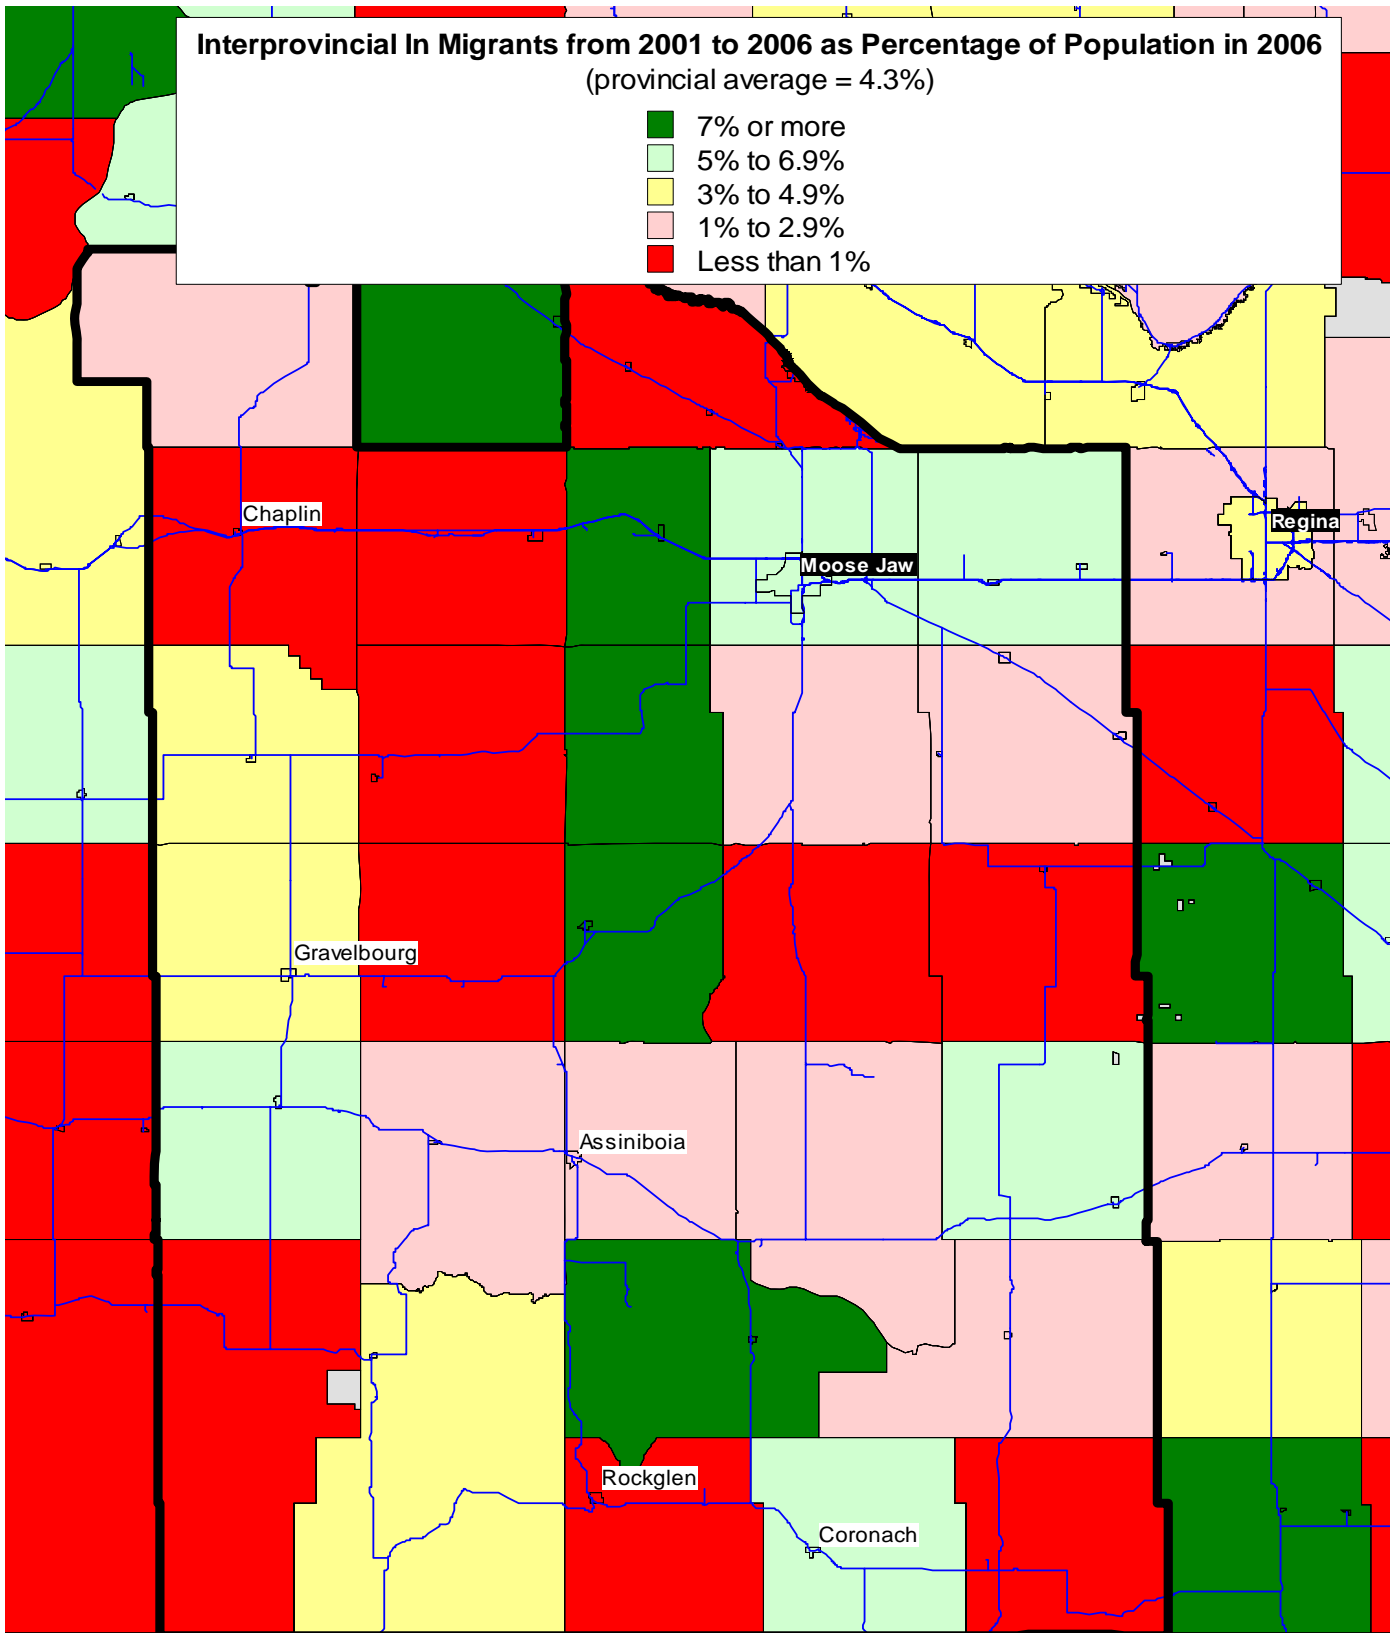 Interprovincial In Migrants from 2001 to 2006 as Percentage of Population in 2006
(provincial average = 4.3%)
7% or more
5% to 6.9%
3% to 4.9%
1% to 2.9%
Less than 1%
Chaplin
Regina
Moose Jaw
Gravelbourg
Assiniboia
Rockglen
Coronach